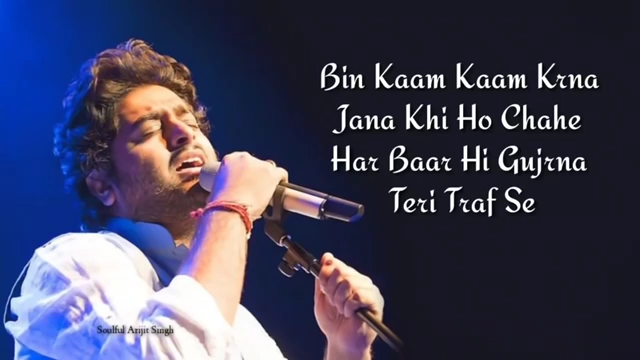 Bin Kaam Kaam Krna
Jana Khi Ho Chahe
Har Baar Hi Gujrna
Teri Traf Se
Soulful Arijit Singh